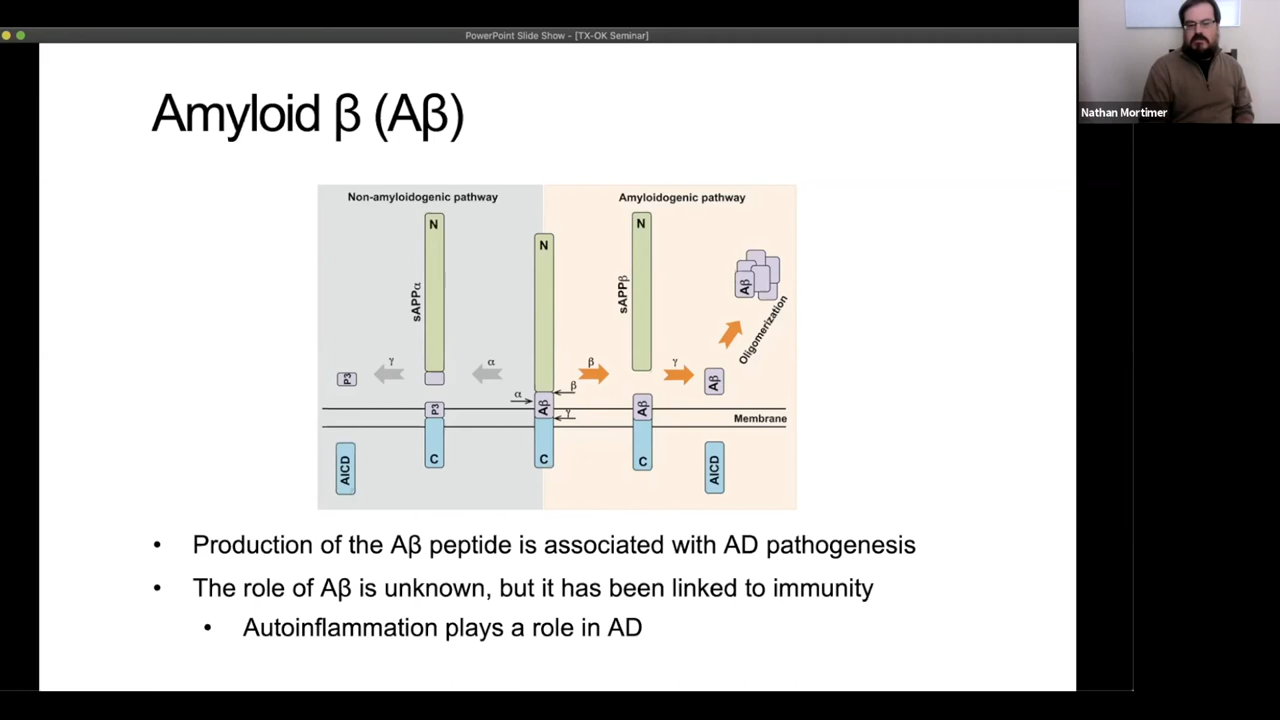 PowerPoint Slide Show - [TX-OK Seminar]
Nathan Mortimer
Amyloid β (Aβ)
Non-amyloidogenic pathway
Amyloidogenic pathway
N
N
N
sAPPα
sAPPβ
Aβ
Oligomerization
γ
α
β
γ
P3
α
β
Aβ
P3
Aβ
Aβ
γ
Membrane
AICD
C
C
C
AICD
• Production of the Aβ peptide is associated with AD pathogenesis
• The role of Aβ is unknown, but it has been linked to immunity
• Autoinflammation plays a role in AD